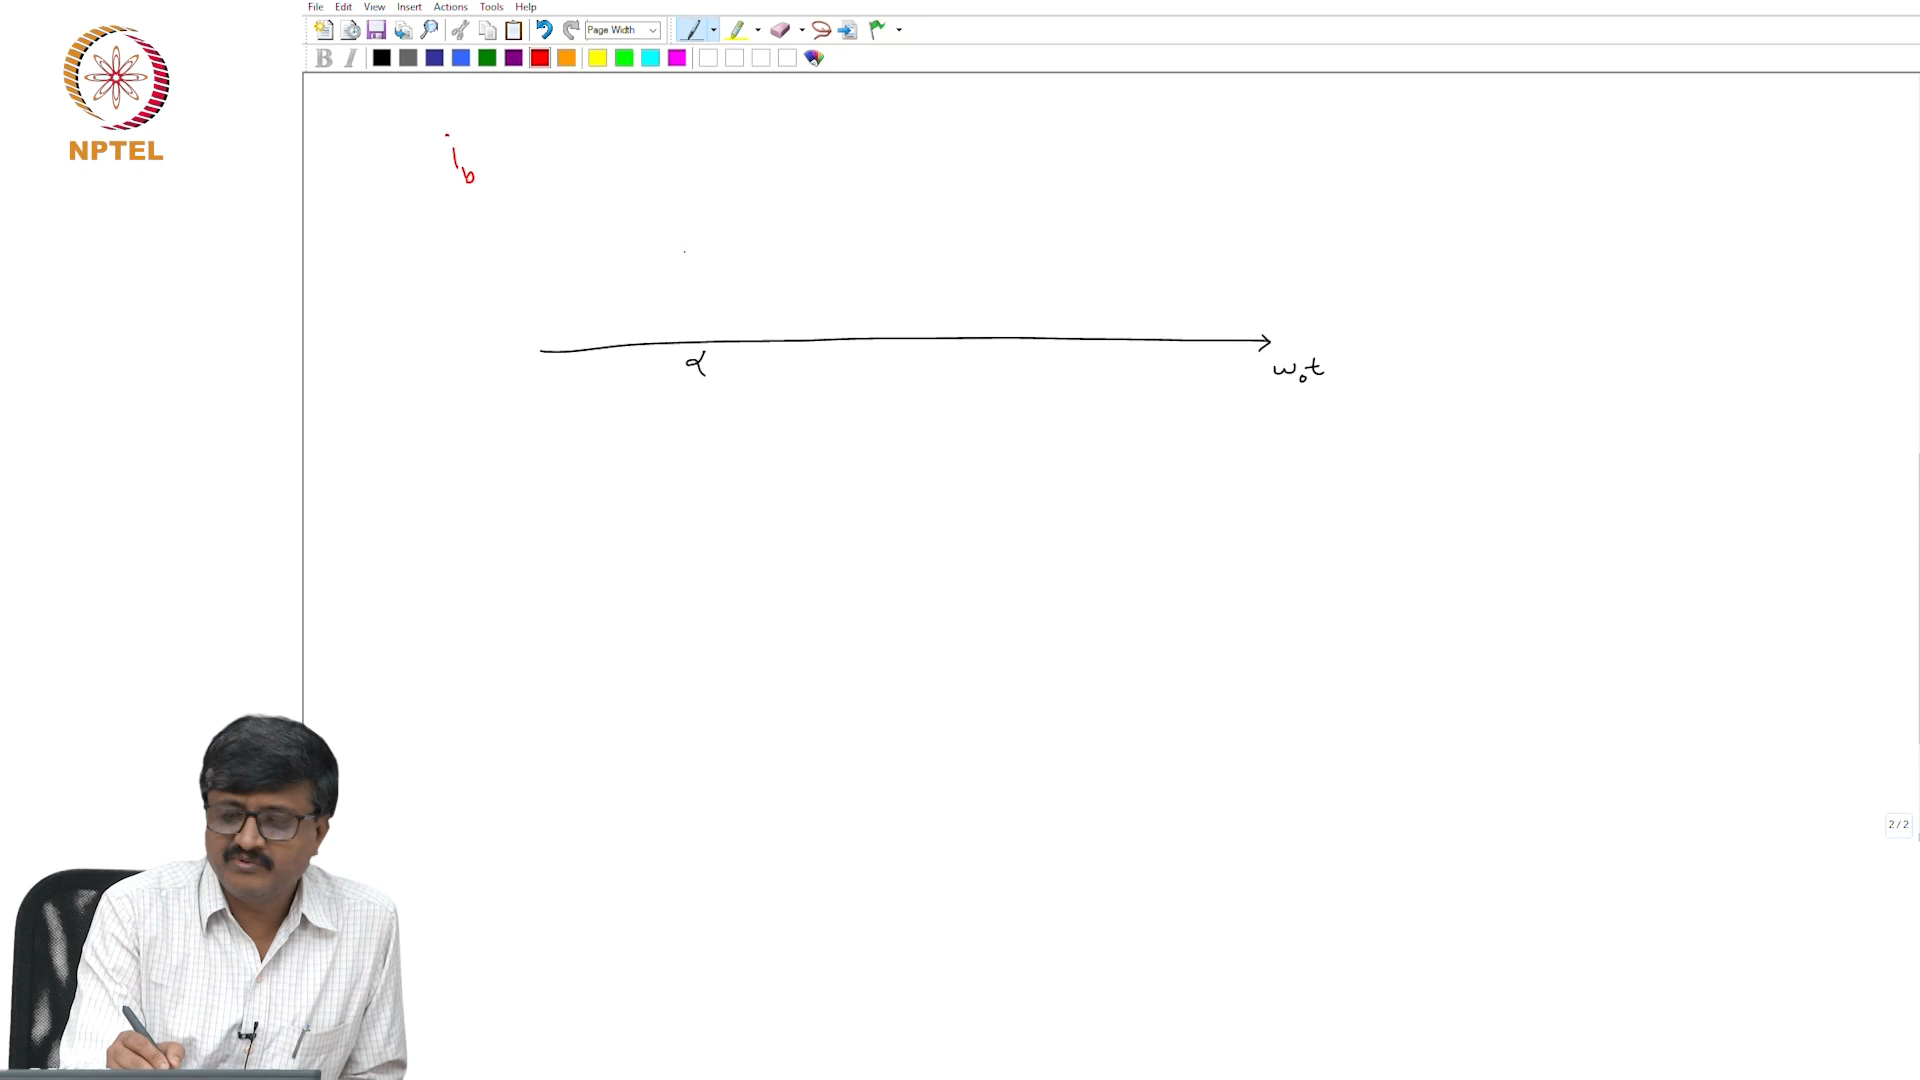 File Edit View Insert Actions Tools Help
Page Width
B I
NPTEL
i_b
α
ω₀t
2 / 2